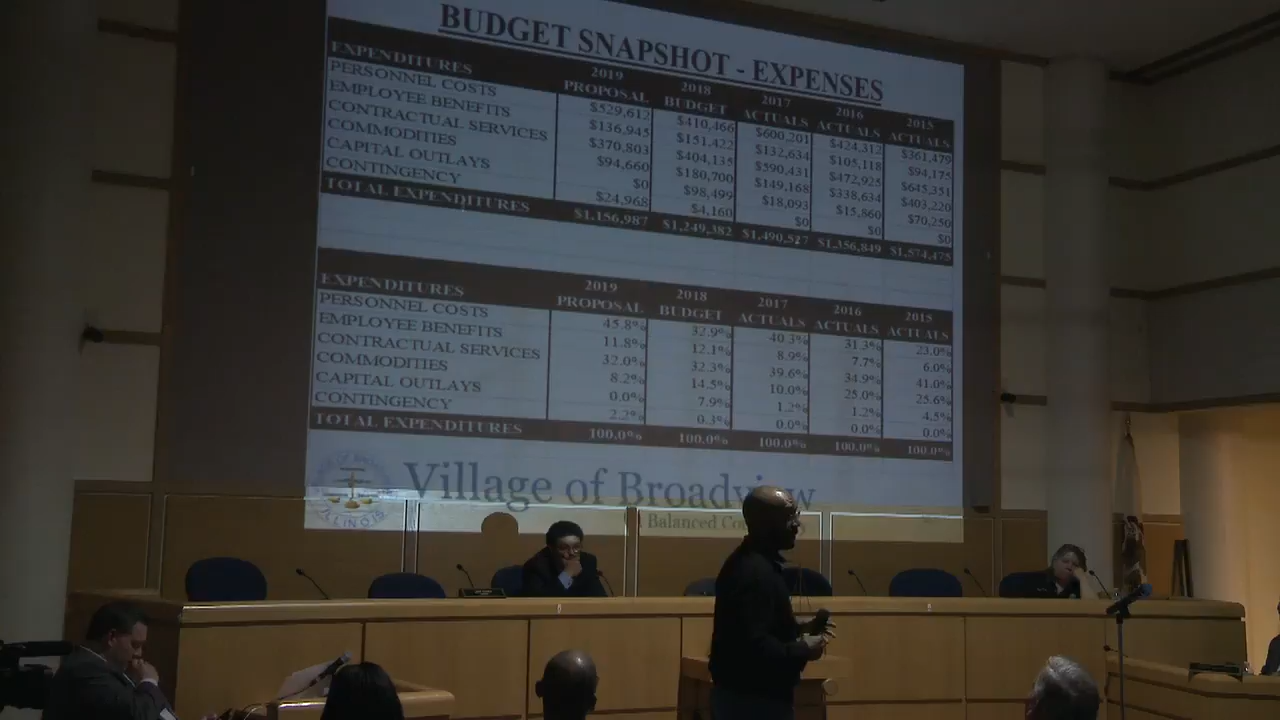 BUDGET SNAPSHOT - EXPENSES
EXPENDITURES 2019 PROPOSAL 2018 BUDGET 2017 ACTUALS 2016 ACTUALS 2015 ACTUALS
PERSONNEL COSTS $529,612 $410,466 $600,201 $424,312 $361,479
EMPLOYEE BENEFITS $136,945 $151,422 $132,634 $105,118 $94,175
CONTRACTUAL SERVICES $370,803 $404,135 $590,431 $472,925 $645,351
COMMODITIES $94,660 $180,700 $149,168 $338,634 $403,220
CAPITAL OUTLAYS $0 $98,499 $18,093 $15,860 $70,250
CONTINGENCY $24,968 $4,160 $0 $0 $0
TOTAL EXPENDITURES $1,156,987 $1,249,382 $1,490,527 $1,356,849 $1,574,475
EXPENDITURES 2019 PROPOSAL 2018 BUDGET 2017 ACTUALS 2016 ACTUALS 2015 ACTUALS
PERSONNEL COSTS 45.8% 32.9% 40.3% 31.3% 23.0%
EMPLOYEE BENEFITS 11.8% 12.1% 8.9% 7.7% 6.0%
CONTRACTUAL SERVICES 32.0% 32.3% 39.6% 34.9% 41.0%
COMMODITIES 8.2% 14.5% 10.0% 25.0% 25.6%
CAPITAL OUTLAYS 0.0% 7.9% 1.2% 1.2% 4.5%
CONTINGENCY 2.2% 0.3% 0.0% 0.0% 0.0%
TOTAL EXPENDITURES 100.0% 100.0% 100.0% 100.0% 100.0%
Village of Broadview
Balanced
ILLINOIS